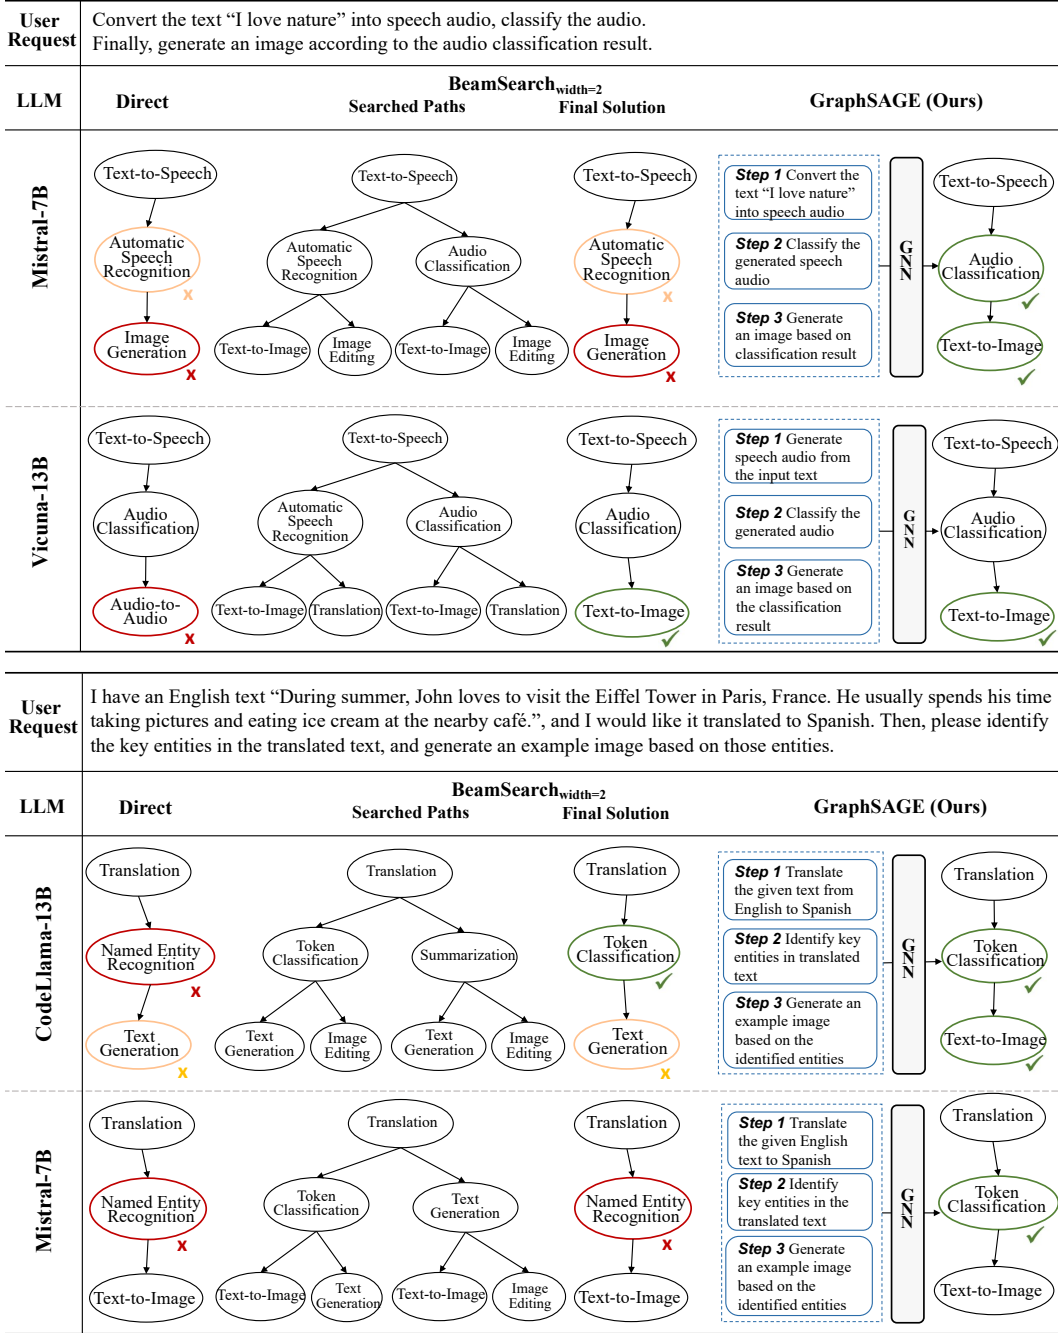 User
Request
Convert the text “I love nature” into speech audio, classify the audio.
Finally, generate an image according to the audio classification result.
LLM
Direct
BeamSearch width=2
Searched Paths
Final Solution
GraphSAGE (Ours)
Mistral-7B
Text-to-Speech
Automatic
Speech
Recognition
x
Image
Generation
x
Text-to-Speech
Automatic
Speech
Recognition
Audio
Classification
Text-to-Image
Image
Editing
Text-to-Image
Image
Editing
Text-to-Speech
Automatic
Speech
Recognition
x
Image
Generation
x
Step 1 Convert the
text “I love nature”
into speech audio
Step 2 Classify the
generated speech
audio
Step 3 Generate
an image based on
classification result
GNN
Text-to-Speech
Audio
Classification
Text-to-Image
Vicuna-13B
Text-to-Speech
Audio
Classification
Audio-to-
Audio
x
Text-to-Speech
Automatic
Speech
Recognition
Audio
Classification
Text-to-Image
Translation
Text-to-Image
Translation
Text-to-Speech
Audio
Classification
Text-to-Image
Step 1 Generate
speech audio from
the input text
Step 2 Classify the
generated audio
Step 3 Generate
an image based on
the classification
result
GNN
Text-to-Speech
Audio
Classification
Text-to-Image
User
Request
I have an English text “During summer, John loves to visit the Eiffel Tower in Paris, France. He usually spends his time
taking pictures and eating ice cream at the nearby café.”, and I would like it translated to Spanish. Then, please identify
the key entities in the translated text, and generate an example image based on those entities.
LLM
Direct
BeamSearch width=2
Searched Paths
Final Solution
GraphSAGE (Ours)
CodeLlama-13B
Translation
Named Entity
Recognition
x
Text
Generation
x
Translation
Token
Classification
Summarization
Text
Generation
Image
Editing
Text
Generation
Image
Editing
Translation
Token
Classification
Text
Generation
x
Step 1 Translate
the given text from
English to Spanish
Step 2 Identify key
entities in translated
text
Step 3 Generate an
example image
based on the
identified entities
GNN
Translation
Token
Classification
Text-to-Image
Mistral-7B
Translation
Named Entity
Recognition
x
Text-to-Image
Translation
Token
Classification
Text
Generation
Text-to-Image
Text
Generation
Text-to-Image
Image
Editing
Translation
Named Entity
Recognition
x
Text-to-Image
Step 1 Translate
the given English
text to Spanish
Step 2 Identify
key entities in the
translated text
Step 3 Generate
an example image
based on the
identified entities
GNN
Translation
Token
Classification
Text-to-Image